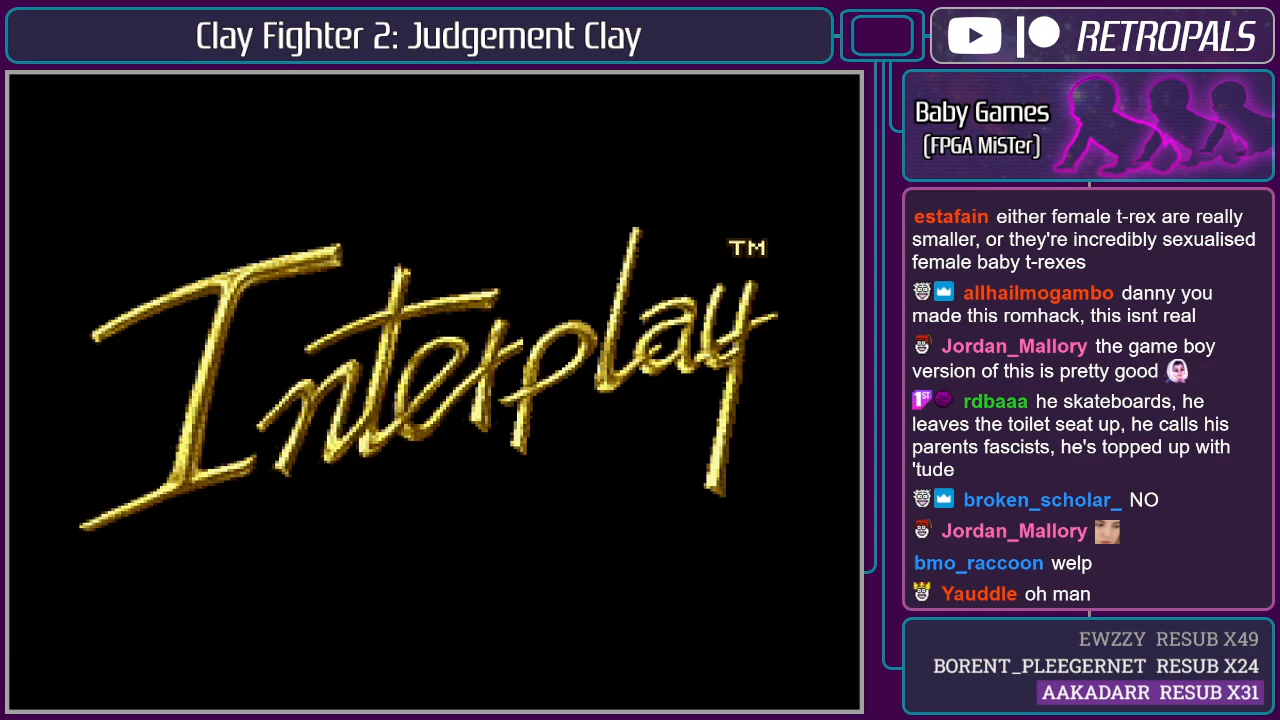 Clay Fighter 2: Judgement Clay
RETROPALS
Interplay TM
Baby Games
(FPGA MiSTer)
estafain either female t-rex are really
smaller, or they're incredibly sexualised
female baby t-rexes
allhailmogambo danny you
made this romhack, this isnt real
Jordan_Mallory the game boy
version of this is pretty good
1ST rdbaaa he skateboards, he
leaves the toilet seat up, he calls his
parents fascists, he's topped up with
'tude
broken_scholar_ NO
Jordan_Mallory
bmo_raccoon welp
Yauddle oh man
EWZZY RESUB X49
BORENT_PLEEGERNET RESUB X24
AAKADARR RESUB X31